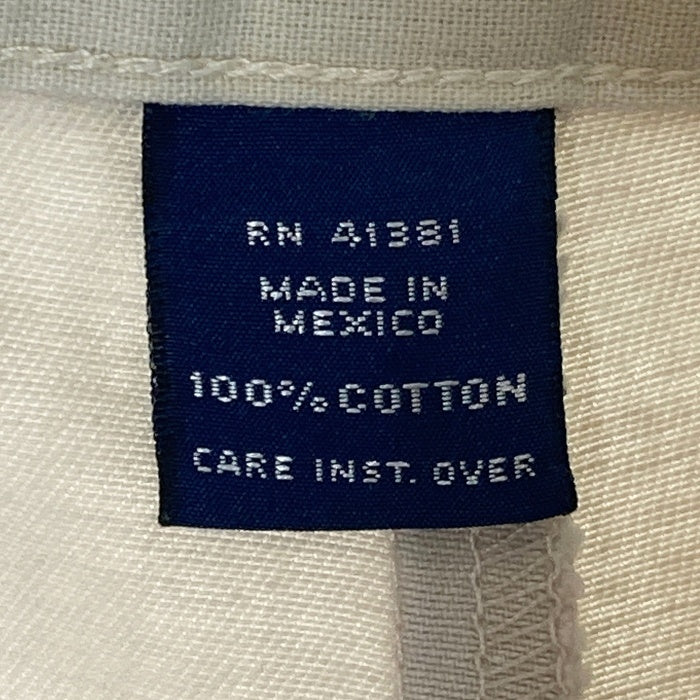 RN 41381
MADE IN
MEXICO
100% COTTON
CARE INST. OVER